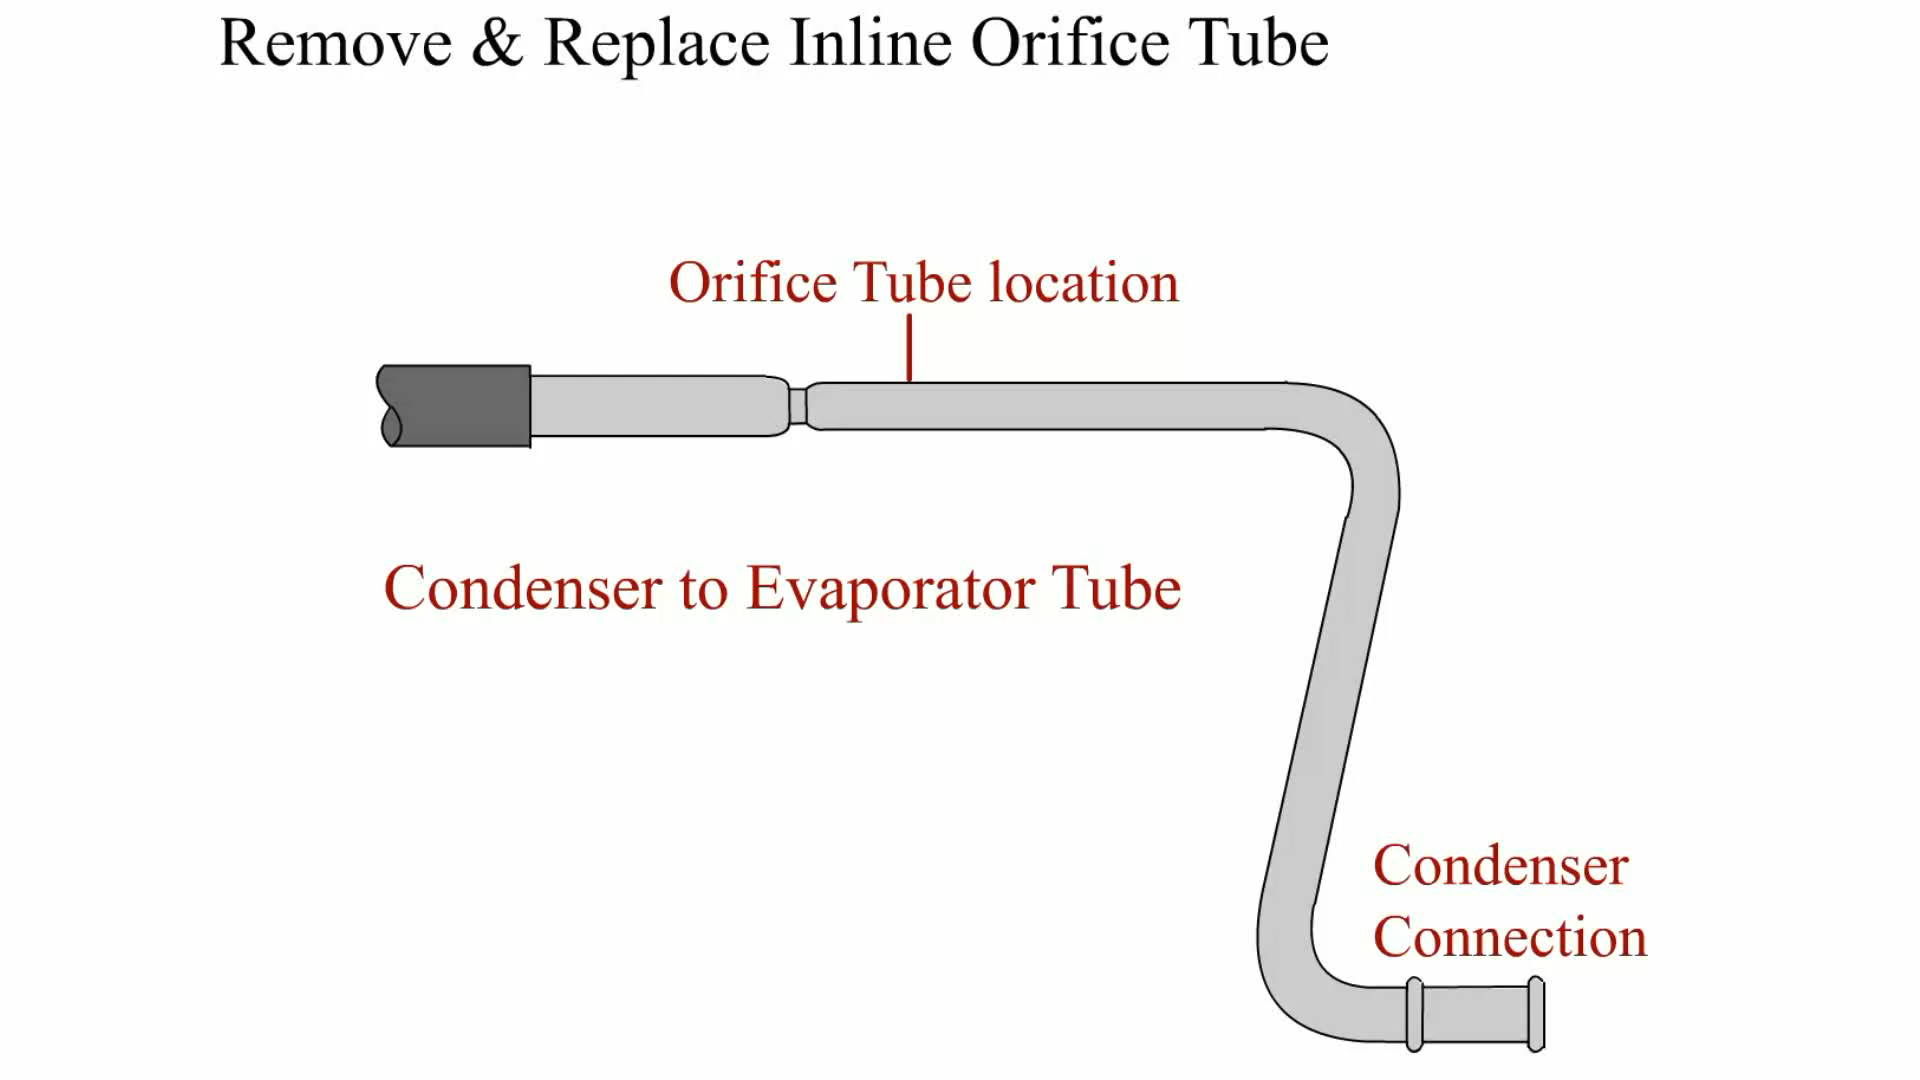 Remove & Replace Inline Orifice Tube
Orifice Tube location
Condenser to Evaporator Tube
Condenser
Connection